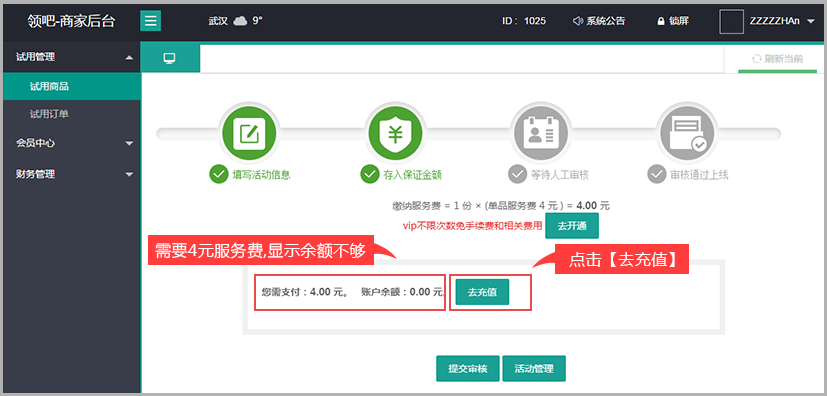 领吧-商家后台
武汉 9°
ID： 1025
系统公告
锁屏
ZZZZZHAn
试用管理
刷新当前
试用商品
试用订单
会员中心
财务管理
填写活动信息
存入保证金额
等待人工审核
审核通过上线
缴纳服务费 = 1 份 × (单品服务费 4 元 ) = 4.00 元
vip不限次数免手续费和相关费用
去开通
需要4元服务费,显示余额不够
点击【去充值】
您需支付：4.00 元。 账户余额：0.00 元。
去充值
提交审核
活动管理